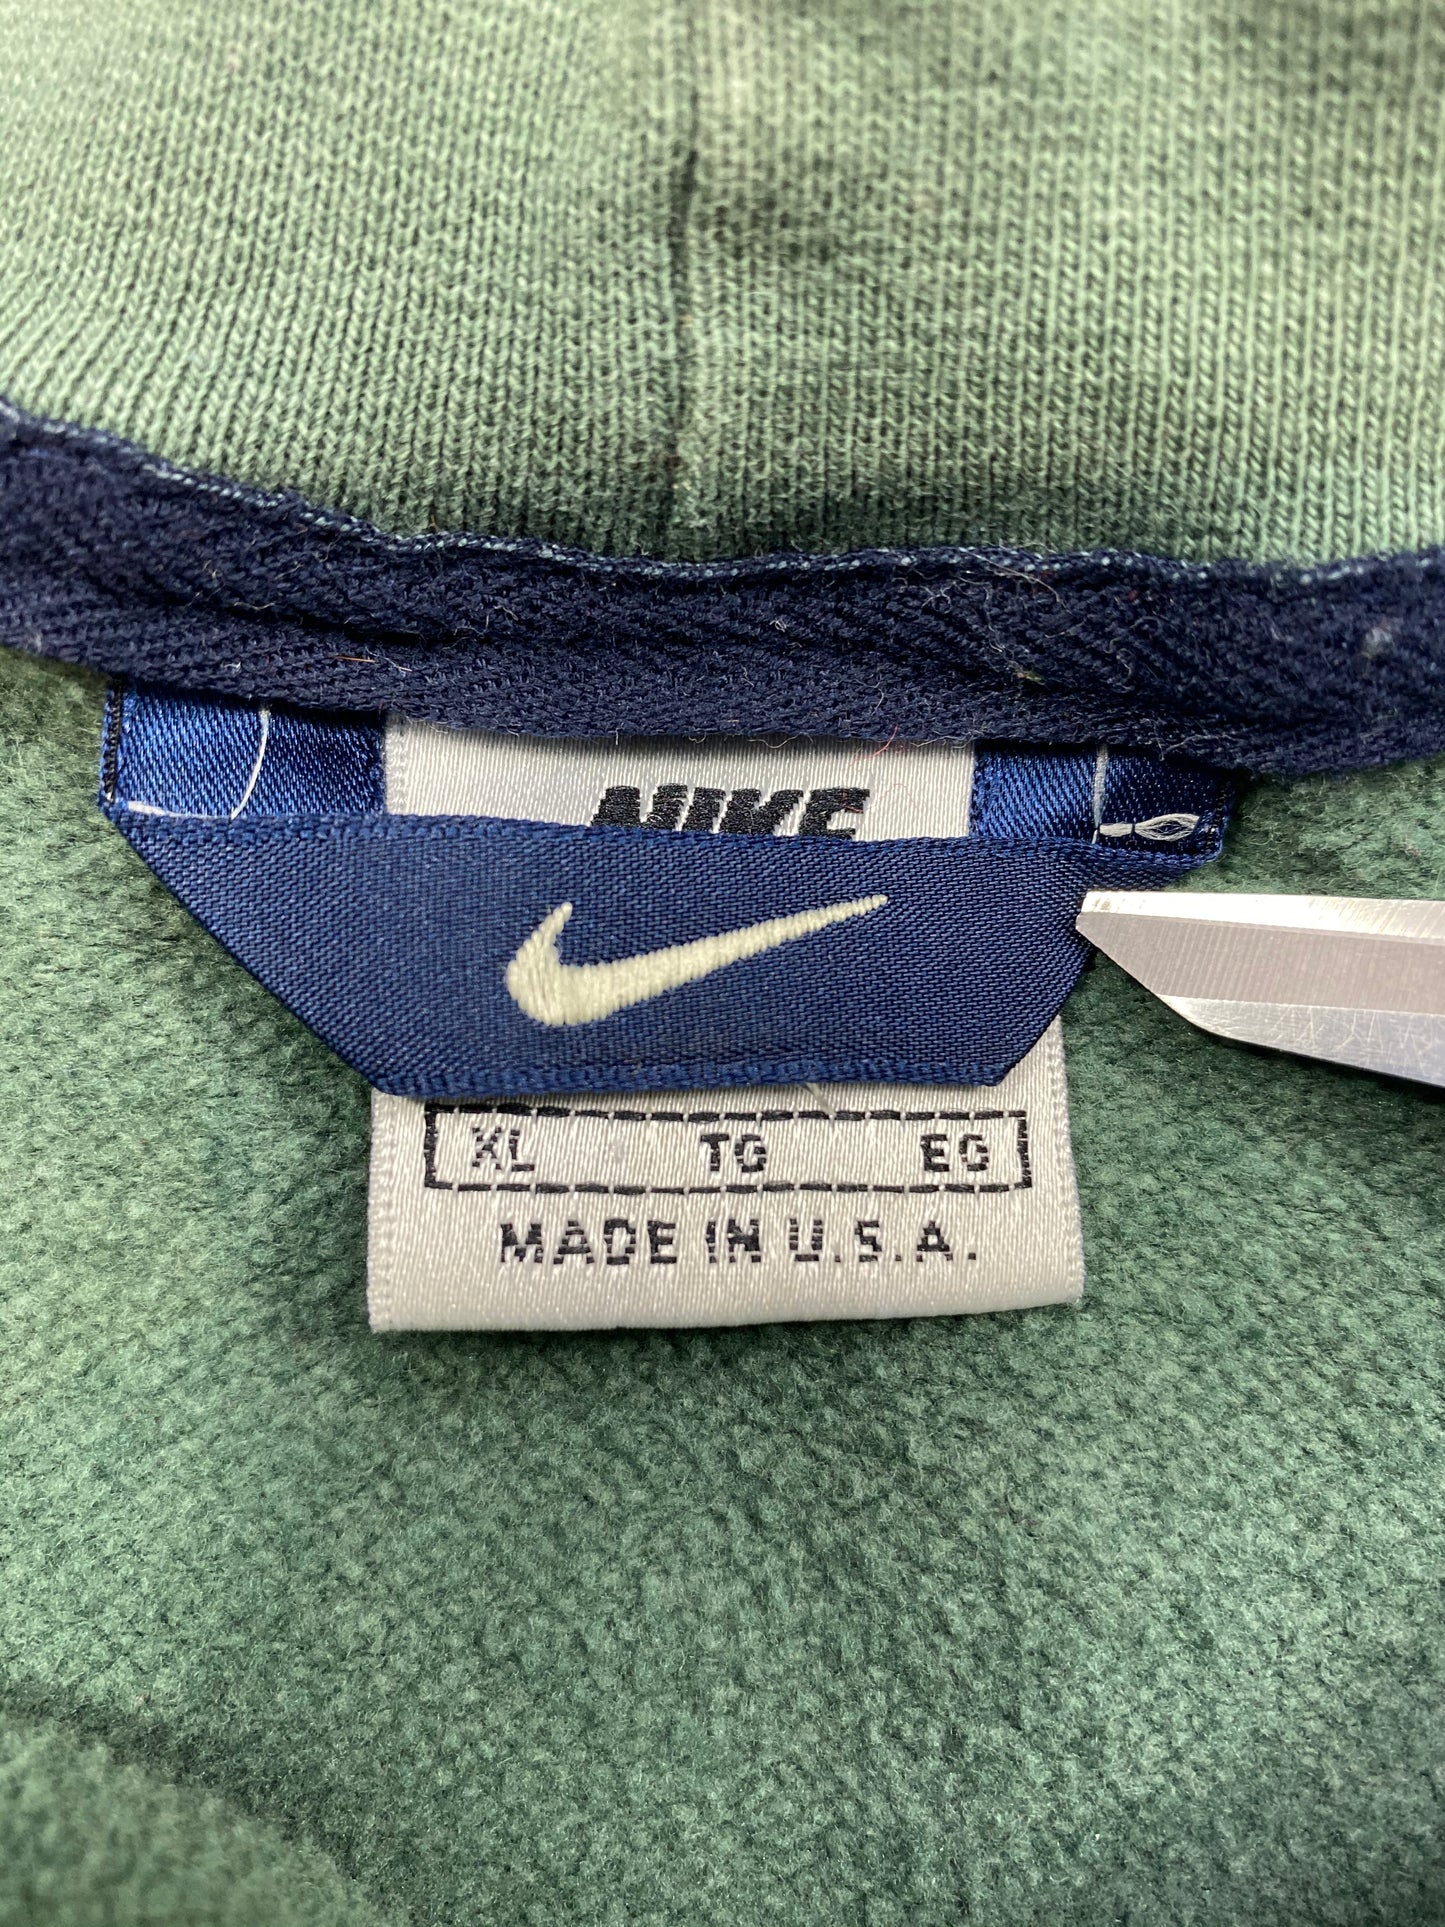 NIKE
XL TG EG
MADE IN U.S.A.